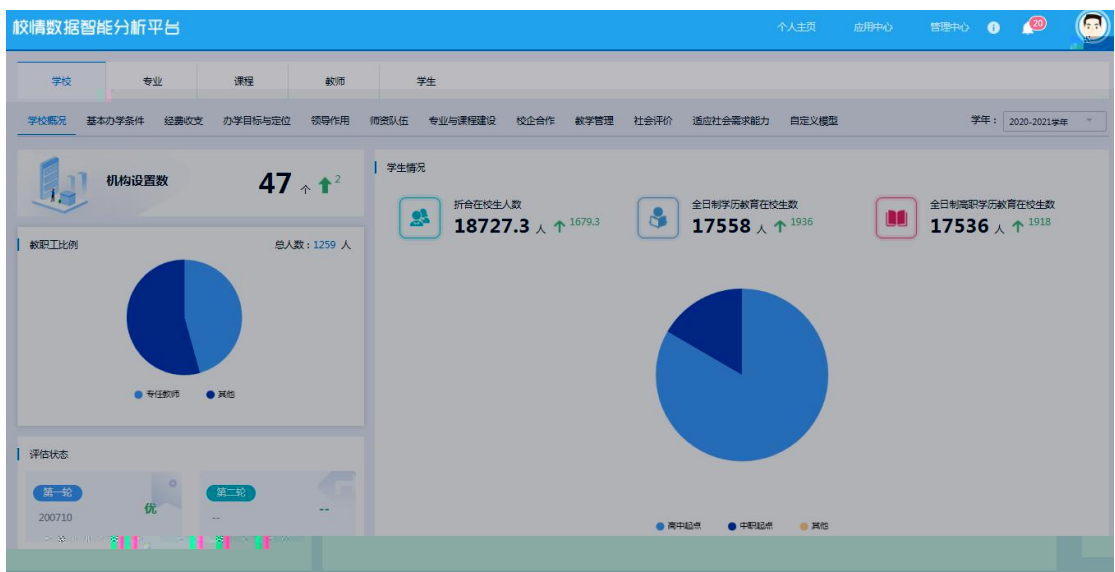 校情数据智能分析平台 个人主页 应用中心 管理中心 20
学校 专业 课程 教师 学生
学校概况 基本办学条件 经费收支 办学目标与定位 领导作用 师资队伍 专业与课程建设 校企合作 教学管理 社会评价 适应社会需求能力 自定义模型 学年： 2020-2021学年
机构设置数 47 个 2
教职工比例 总人数：1259 人
专任教师 其他
评估状态
第一轮 第二轮
200710 优 -- --
学生情况
折合在校生人数 全日制学历教育在校生数 全日制高职学历教育在校生数
18727.3 人 1679.3 17558 人 1936 17536 人 1918
高中起点 中职起点 其他